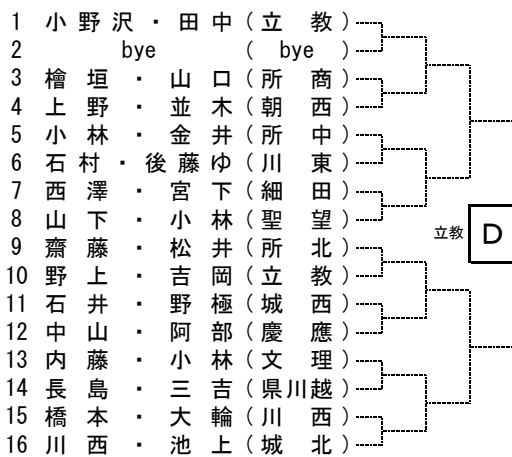 1 小野沢・田中(立教)
2 bye (bye)
3 檜垣・山口(所商)
4 上野・並木(朝西)
5 小林・金井(所中)
6 石村・後藤ゆ(川東)
7 西澤・宮下(細田)
8 山下・小林(聖望)
立教 D
9 齋藤・松井(所北)
10 野上・吉岡(立教)
11 石井・野極(城西)
12 中山・阿部(慶應)
13 内藤・小林(文理)
14 長島・三吉(県川越)
15 橋本・大輪(川西)
16 川西・池上(城北)